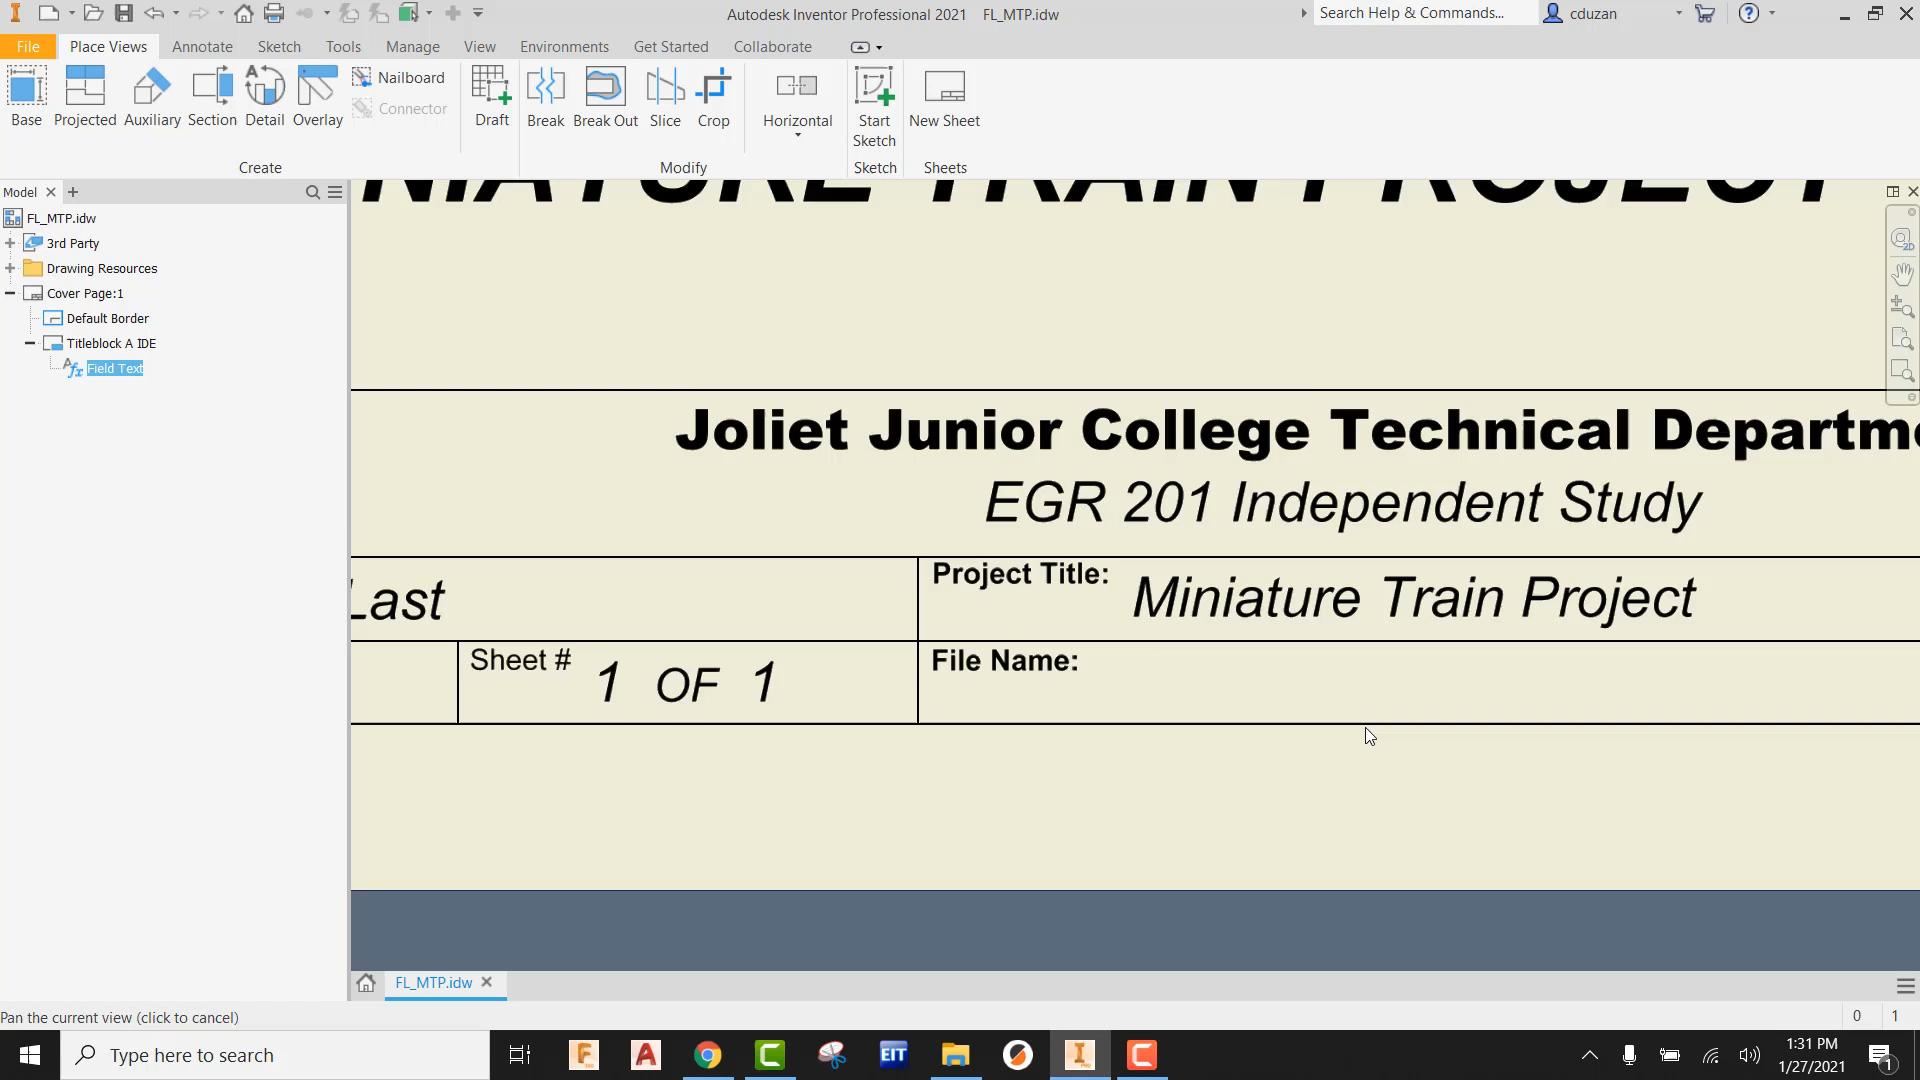 Autodesk Inventor Professional 2021 FL_MTP.idw
Search Help & Commands...
cduzan
File
Place Views
Annotate
Sketch
Tools
Manage
View
Environments
Get Started
Collaborate
Base
Projected
Auxiliary
Section
Detail
Overlay
Nailboard
Connector
Draft
Break
Break Out
Slice
Crop
Horizontal
Start Sketch
New Sheet
Create
Modify
Sketch
Sheets
Model
FL_MTP.idw
3rd Party
Drawing Resources
Cover Page:1
Default Border
Titleblock A IDE
Field Text
TRAIN PROJECT
Joliet Junior College Technical
EGR 201 Independent Study
Last
Project Title: Miniature Train Project
Sheet # 1 OF 1
File Name:
FL_MTP.idw
Pan the current view (click to cancel)
0 1
Type here to search
EIT
1:31 PM
1/27/2021
1